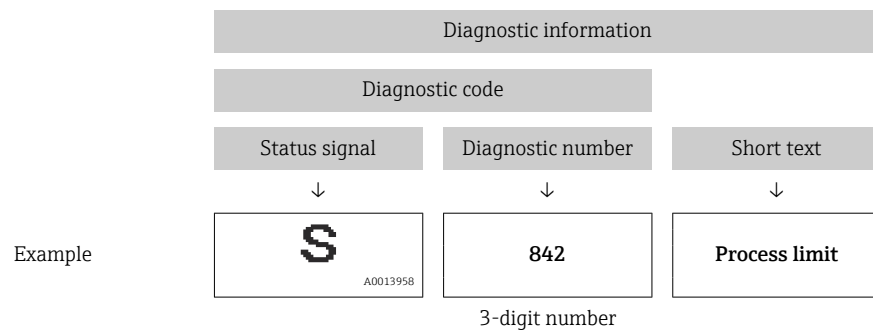 Diagnostic information
Diagnostic code
Status signal Diagnostic number Short text
↓ ↓ ↓
Example S 842 Process limit
A0013958
3-digit number